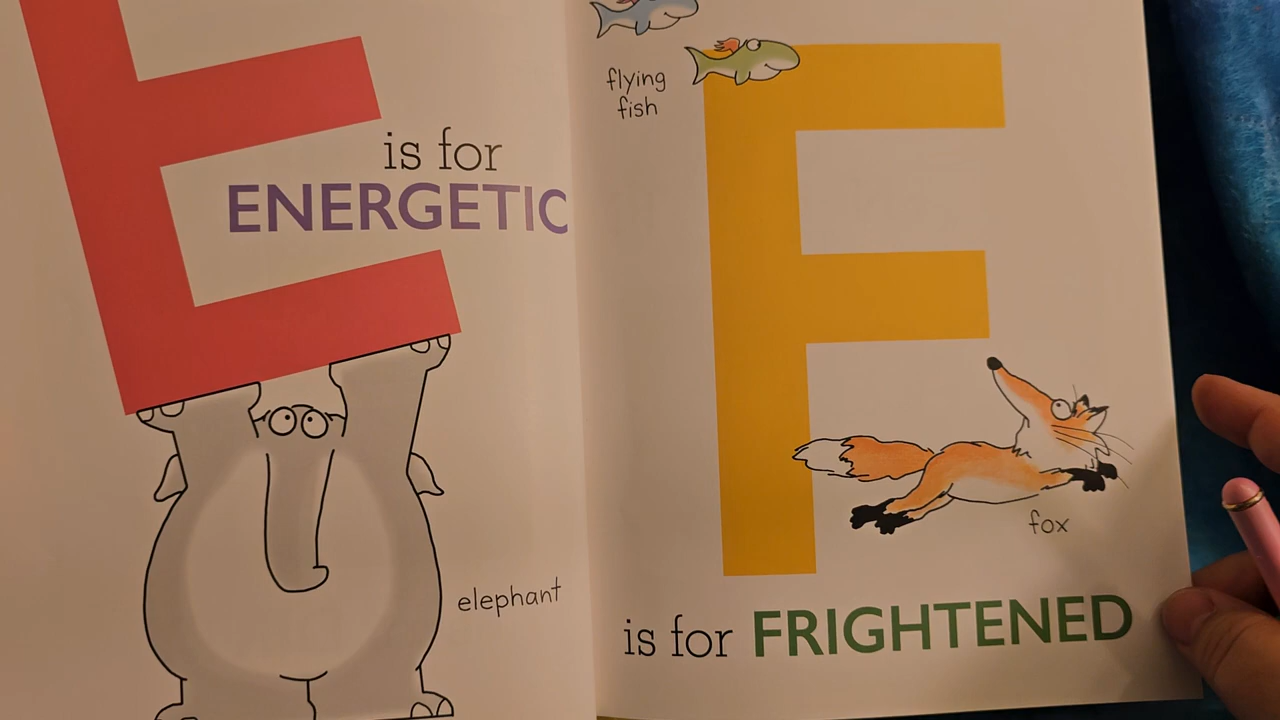 E
is for
ENERGETIC
elephant
flying
fish
F
fox
is for FRIGHTENED